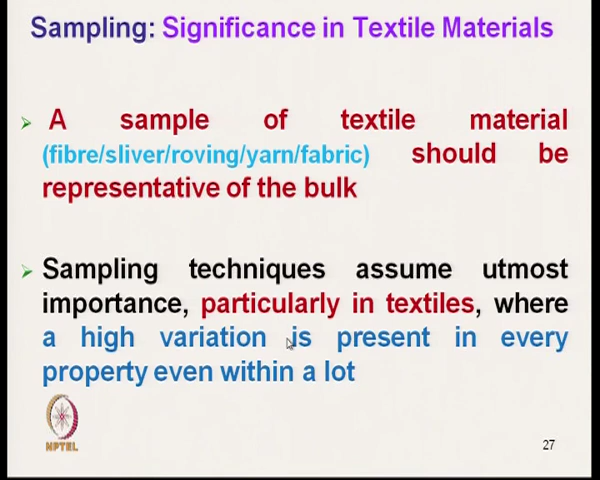 Sampling: Significance in Textile Materials
A sample of textile material
(fibre/sliver/roving/yarn/fabric) should be
representative of the bulk
Sampling techniques assume utmost
importance, particularly in textiles, where
a high variation is present in every
property even within a lot
NPTEL
27